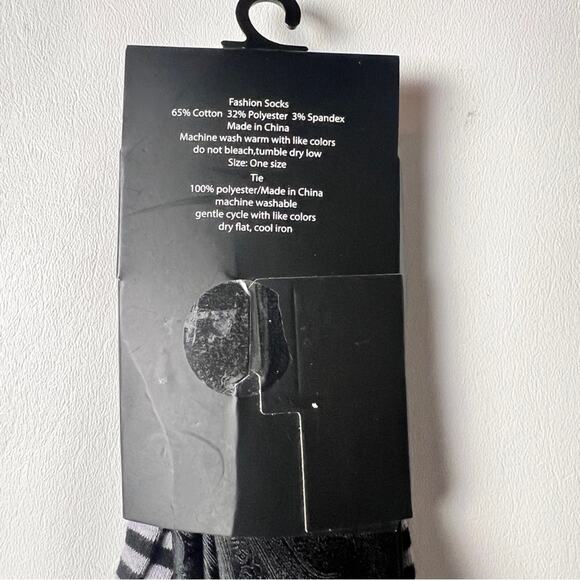 Fashion Socks
65% Cotton 32% Polyester 3% Spandex
Made in China
Machine wash warm with like colors
do not bleach,tumble dry low
Size: One size
Tie
100% polyester/Made in China
machine washable
gentle cycle with like colors
dry flat, cool iron